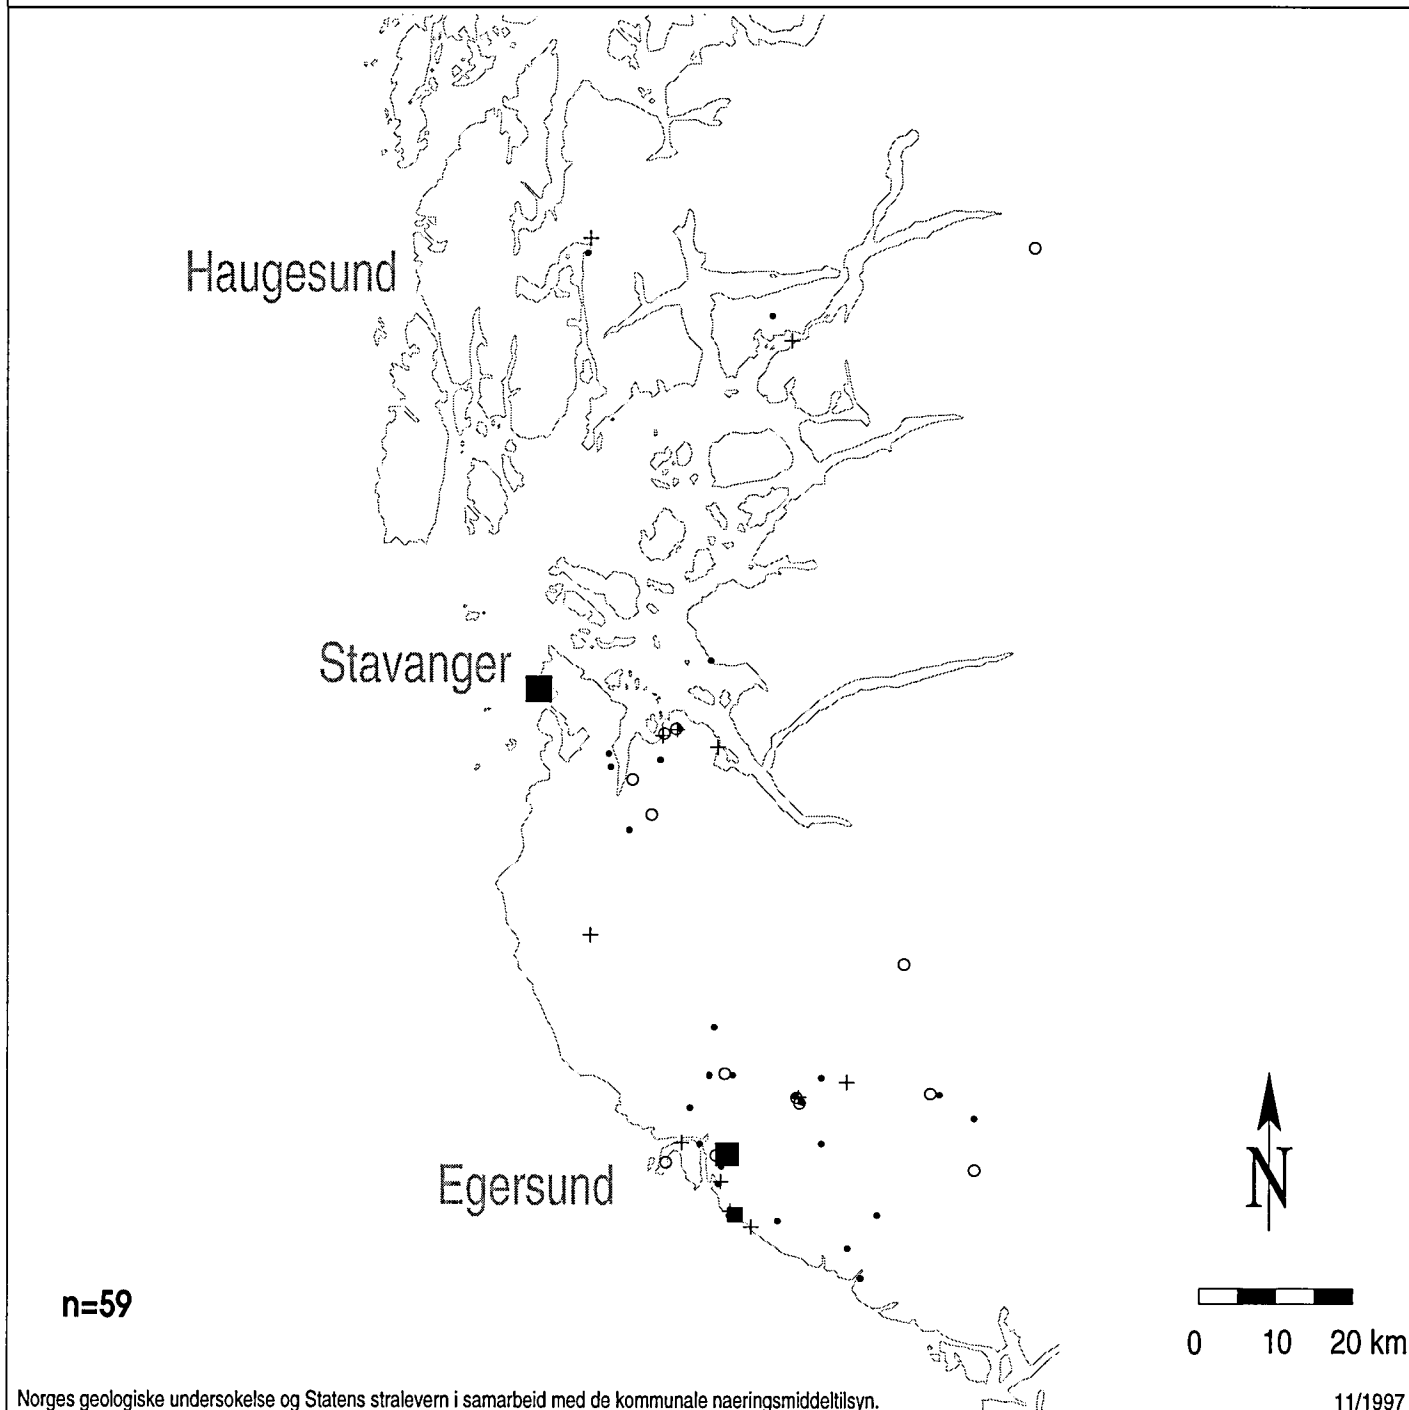 Haugesund
Stavanger
Egersund
N
n=59
0 10 20 km
Norges geologiske undersokelse og Statens stralevern i samarbeid med de kommunale naeringsmiddeltilsyn.
11/1997